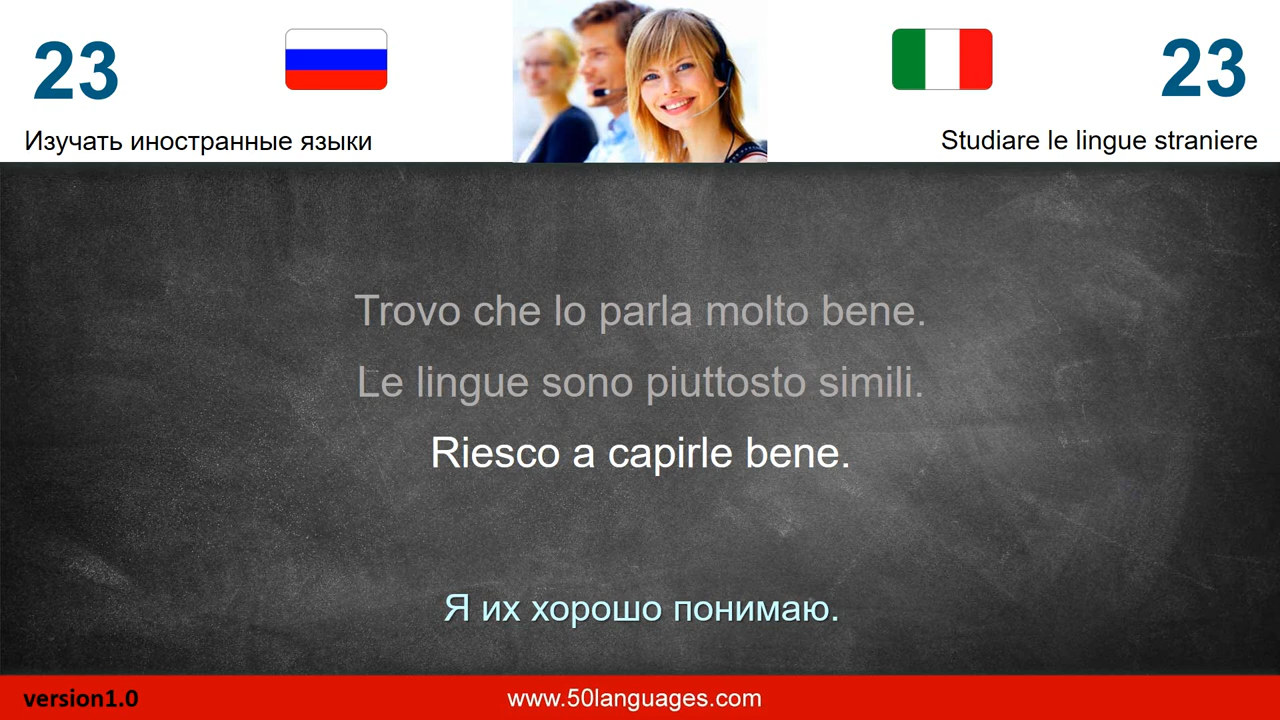 23
23
Изучать иностранные языки
Studiare le lingue straniere
Trovo che lo parla molto bene.
Le lingue sono piuttosto simili.
Riesco a capirle bene.
Я их хорошо понимаю.
version1.0
www.50languages.com